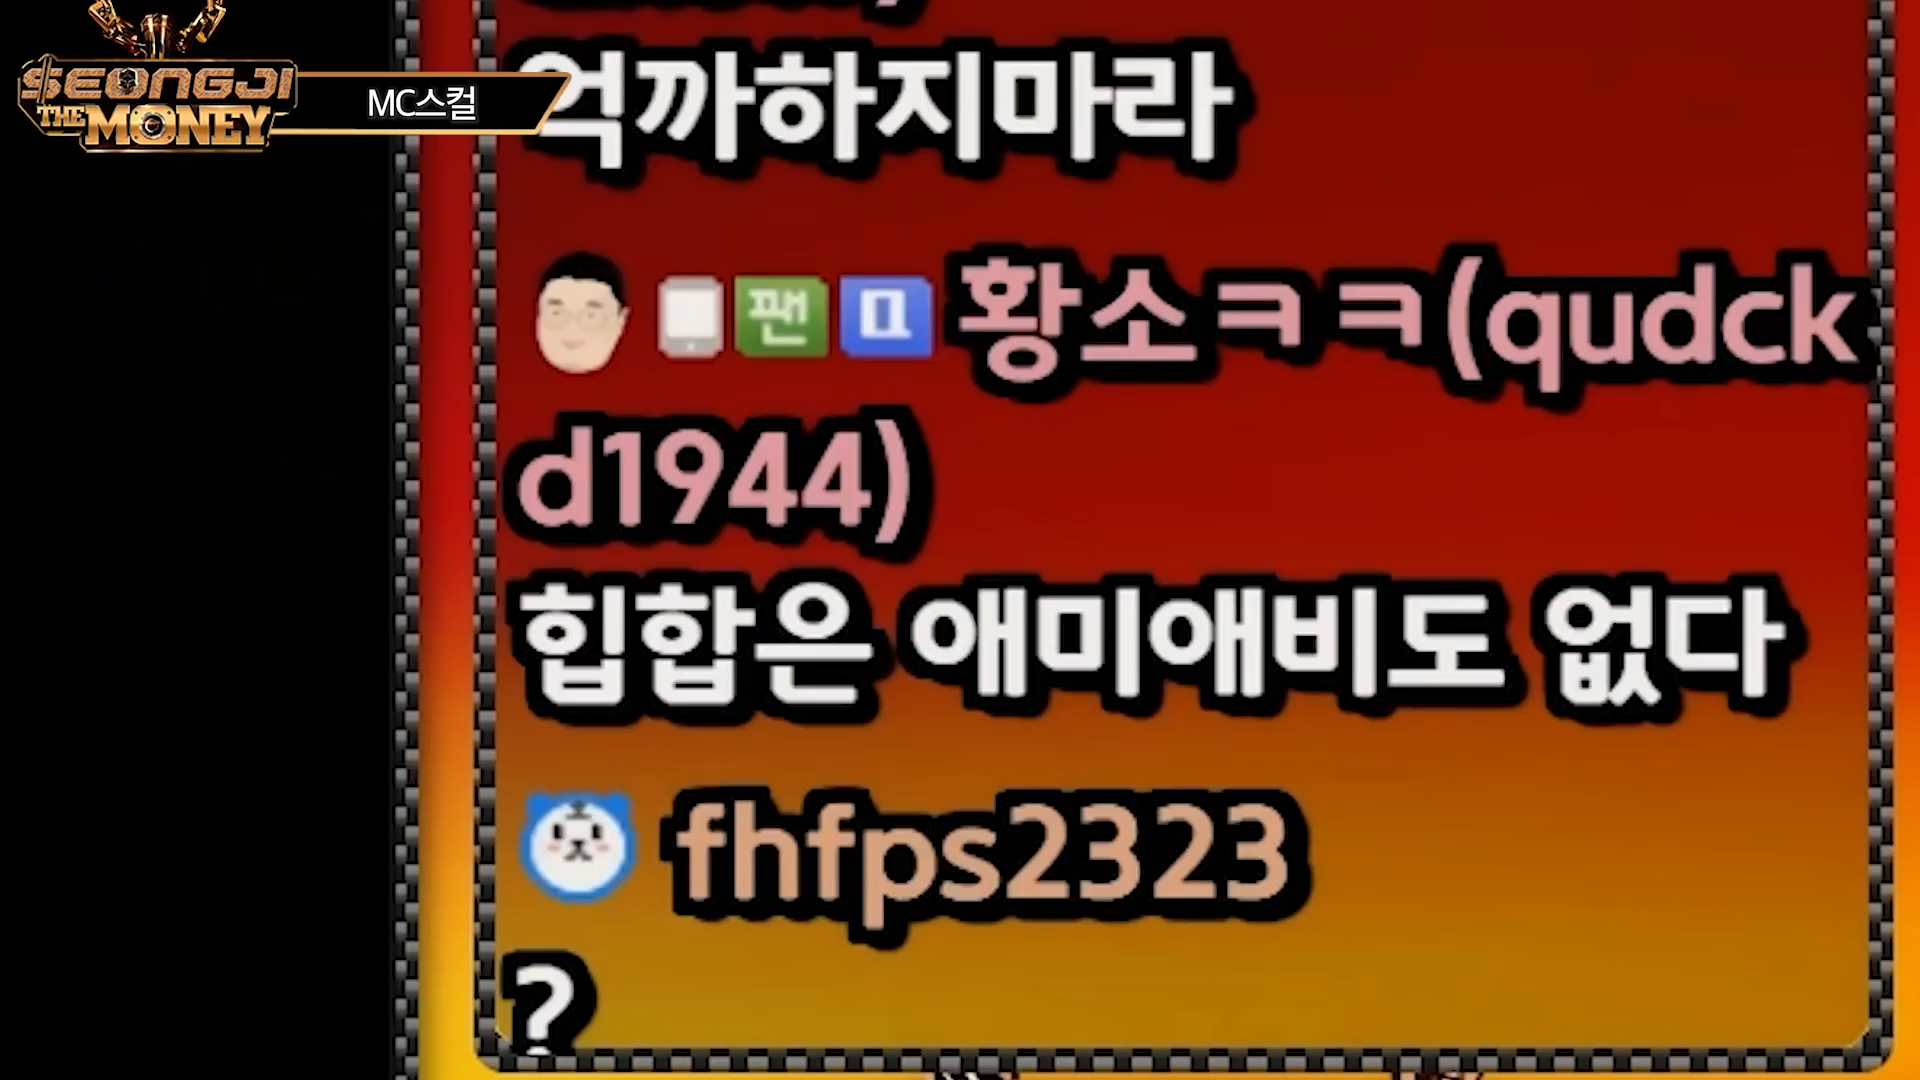 SEONGJI
THE MONEY
MC스컬
억까하지마라
팬 황소ㅋㅋ(qudck
d1944)
힙합은 애미애비도 없다
fhfps2323
?